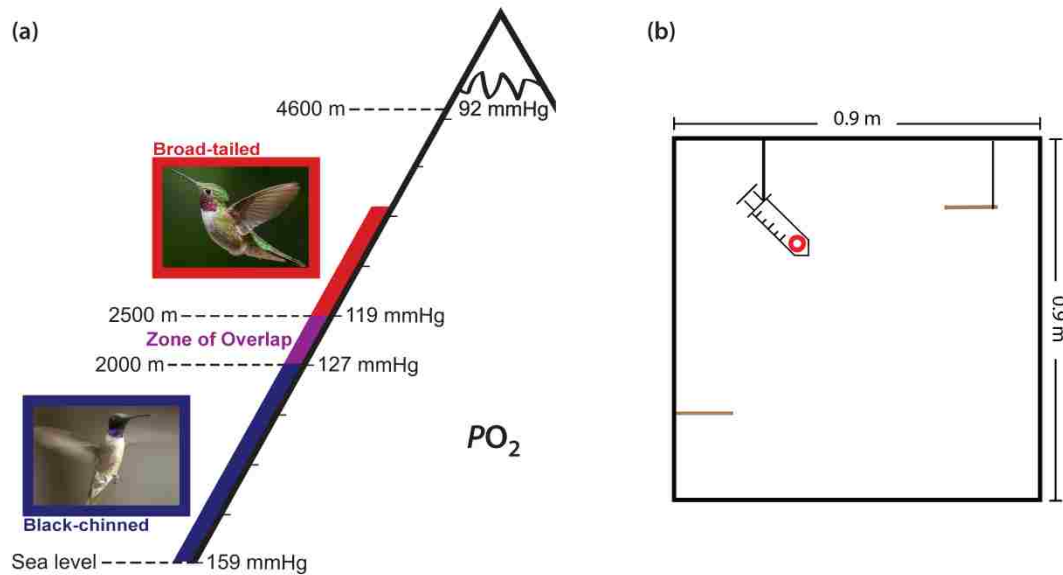 (a)
4600 m
92 mmHg
Broad-tailed
2500 m
119 mmHg
Zone of Overlap
2000 m
127 mmHg
PO₂
Black-chinned
Sea level
159 mmHg
(b)
0.9 m
0.9 m